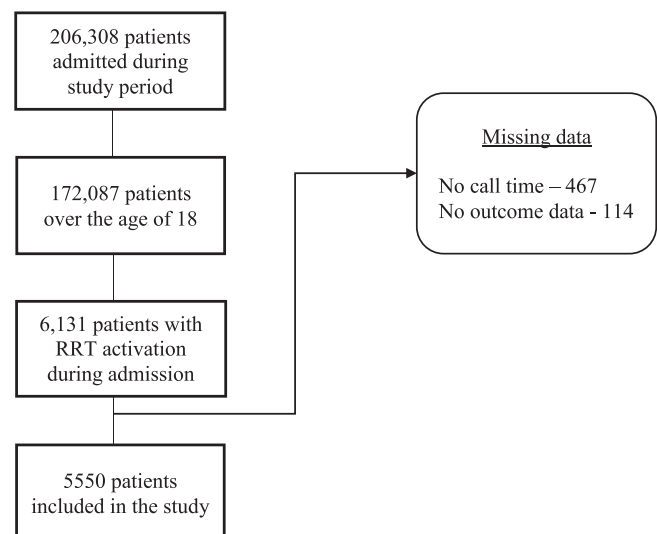 206,308 patients
admitted during
study period
172,087 patients
over the age of 18
6,131 patients with
RRT activation
during admission
5550 patients
included in the study
Missing data
No call time – 467
No outcome data - 114